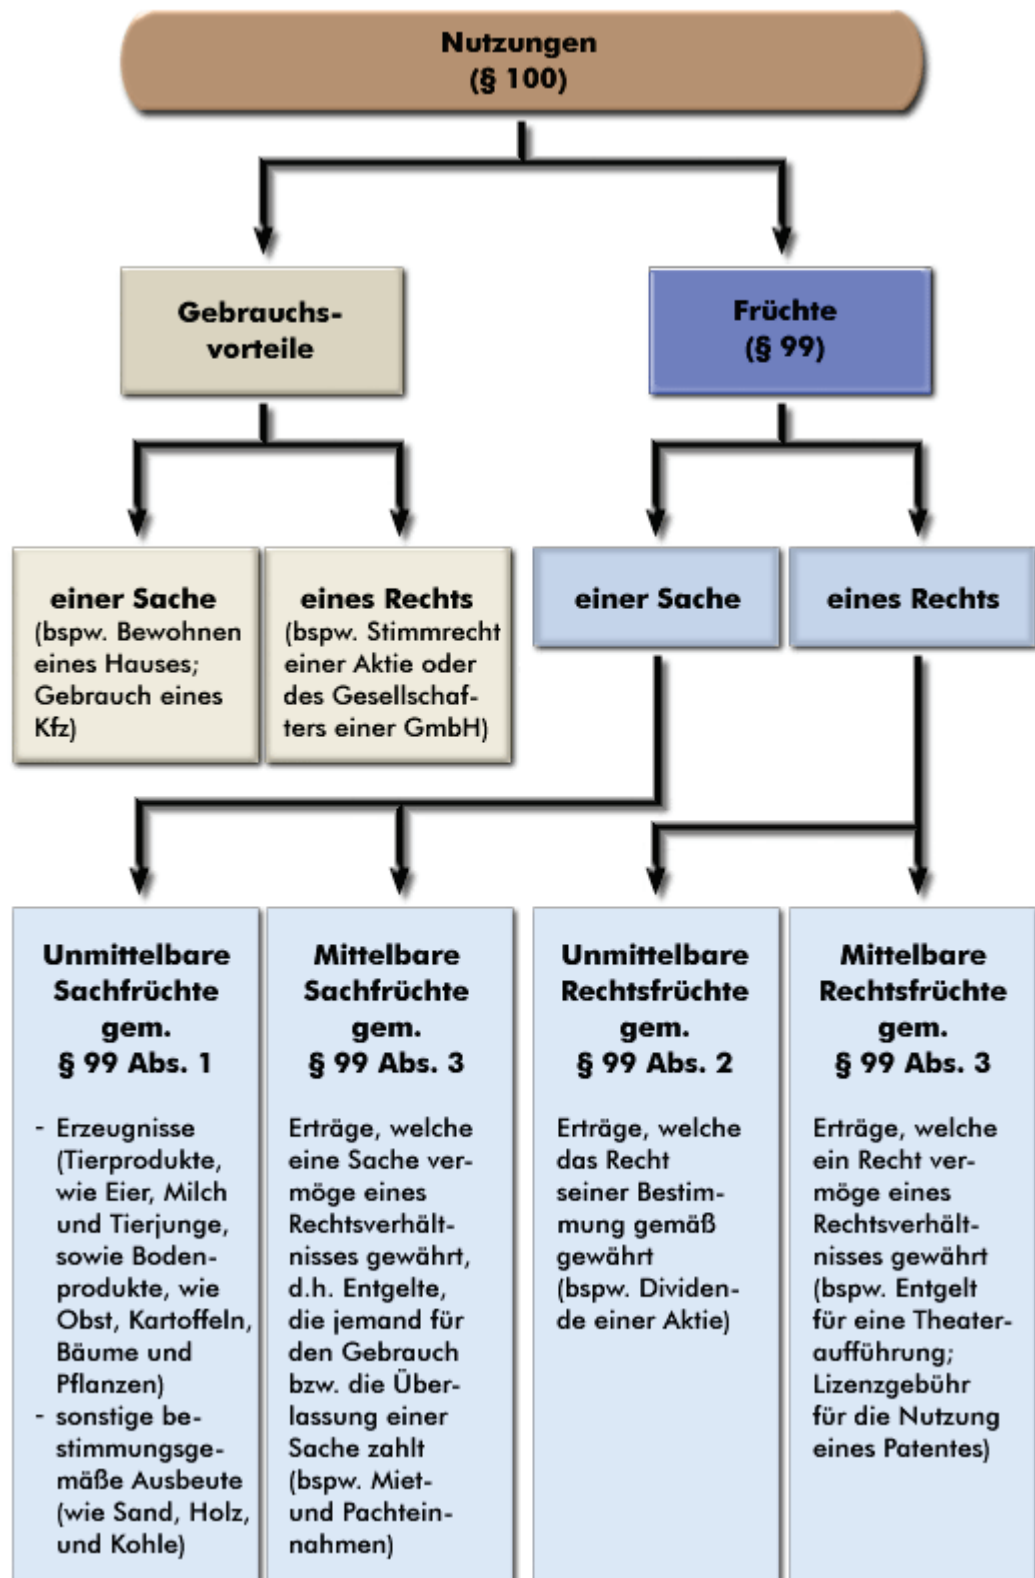 Nutzungen
(§ 100)
Gebrauchs-
vorteile
Früchte
(§ 99)
einer Sache
(bspw. Bewohnen
eines Hauses;
Gebrauch eines
Kfz)
eines Rechts
(bspw. Stimmrecht
einer Aktie oder
des Gesellschaf-
ters einer GmbH)
einer Sache
eines Rechts
Unmittelbare
Sachfrüchte
gem.
§ 99 Abs. 1
- Erzeugnisse
(Tierprodukte,
wie Eier, Milch
und Tierjunge,
sowie Boden-
produkte, wie
Obst, Kartoffeln,
Bäume und
Pflanzen)
- sonstige be-
stimmungsge-
mäße Ausbeute
(wie Sand, Holz,
und Kohle)
Mittelbare
Sachfrüchte
gem.
§ 99 Abs. 3
Erträge, welche
eine Sache ver-
möge eines
Rechtsverhält-
nisses gewährt,
d.h. Entgelte,
die jemand für
den Gebrauch
bzw. die Über-
lassung einer
Sache zahlt
(bspw. Miet-
und Pachtein-
nahmen)
Unmittelbare
Rechtsfrüchte
gem.
§ 99 Abs. 2
Erträge, welche
das Recht
seiner Bestim-
mung gemäß
gewährt
(bspw. Dividen-
de einer Aktie)
Mittelbare
Rechtsfrüchte
gem.
§ 99 Abs. 3
Erträge, welche
ein Recht ver-
möge eines
Rechtsverhält-
nisses gewährt
(bspw. Entgelt
für eine Theater-
aufführung;
Lizenzgebühr
für die Nutzung
eines Patentes)